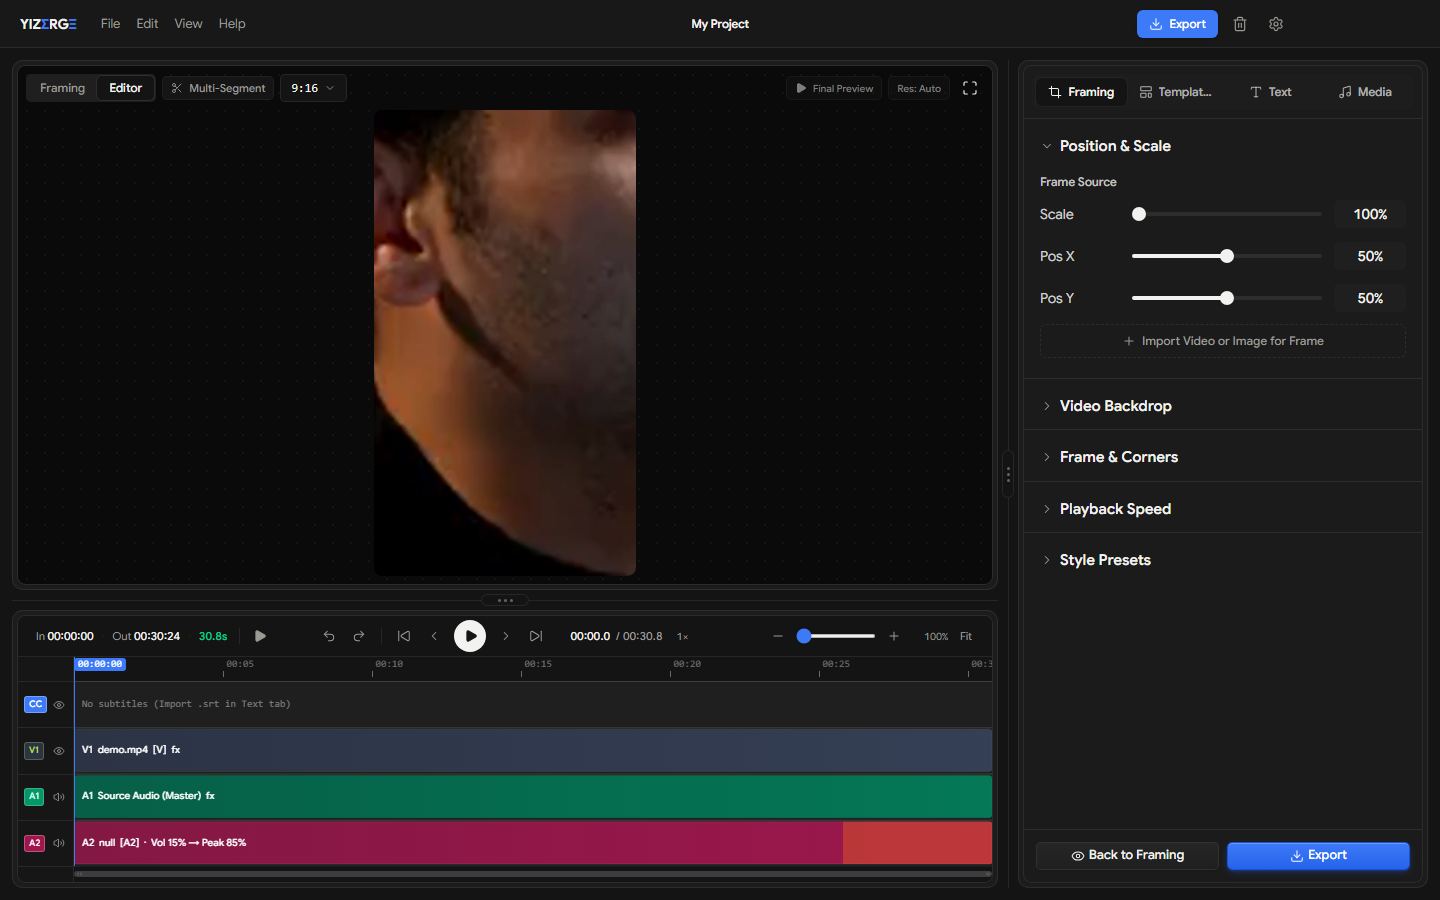 YIZERGE File Edit View Help My Project Export
Framing Editor Multi-Segment 9:16 Final Preview Res: Auto
Framing Templat... Text Media
Position & Scale
Frame Source
Scale 100%
Pos X 50%
Pos Y 50%
+ Import Video or Image for Frame
Video Backdrop
Frame & Corners
Playback Speed
Style Presets
In 00:00:00 Out 00:30:24 30.8s 00:00.0 / 00:30.8 1× 100% Fit
00:00:00 00:05 00:10 00:15 00:20 00:25 00:3
CC No subtitles (Import .srt in Text tab)
V1 V1 demo.mp4 [V] fx
A1 A1 Source Audio (Master) fx
A2 A2 null [A2] · Vol 15% → Peak 85%
Back to Framing Export